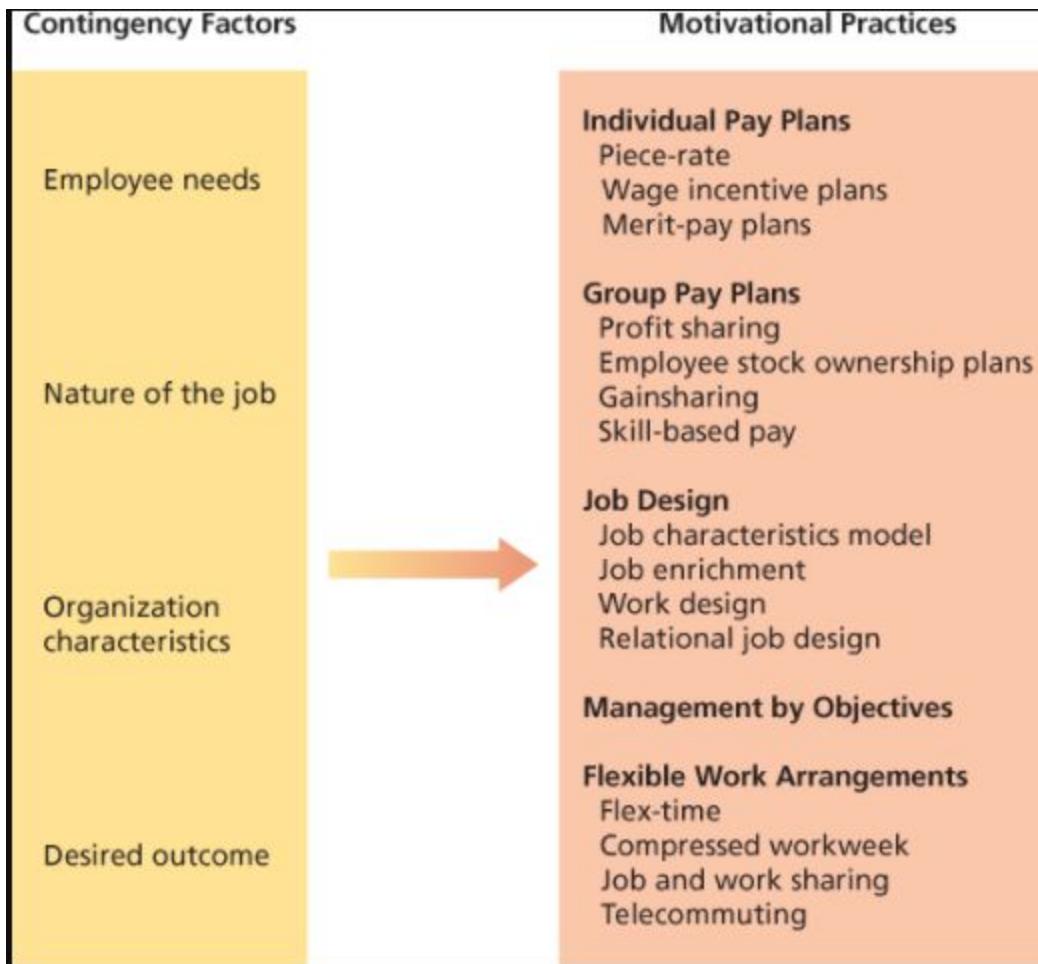 Contingency Factors
Employee needs
Nature of the job
Organization
characteristics
Desired outcome
Motivational Practices
Individual Pay Plans
Piece-rate
Wage incentive plans
Merit-pay plans
Group Pay Plans
Profit sharing
Employee stock ownership plans
Gainsharing
Skill-based pay
Job Design
Job characteristics model
Job enrichment
Work design
Relational job design
Management by Objectives
Flexible Work Arrangements
Flex-time
Compressed workweek
Job and work sharing
Telecommuting